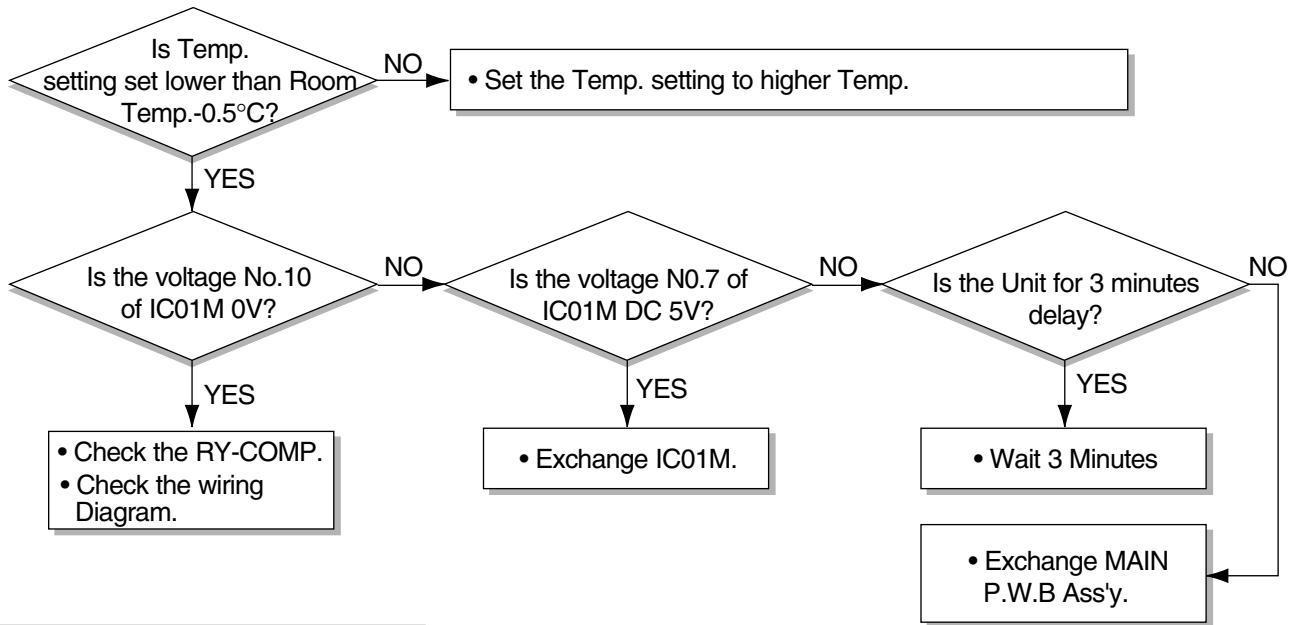 Is Temp.
setting set lower than Room
Temp.-0.5°C?
NO
• Set the Temp. setting to higher Temp.
YES
Is the voltage No.10
of IC01M 0V?
NO
Is the voltage N0.7 of
IC01M DC 5V?
NO
Is the Unit for 3 minutes
delay?
NO
YES
YES
YES
• Check the RY-COMP.
• Check the wiring
Diagram.
• Exchange IC01M.
• Wait 3 Minutes
• Exchange MAIN
P.W.B Ass'y.